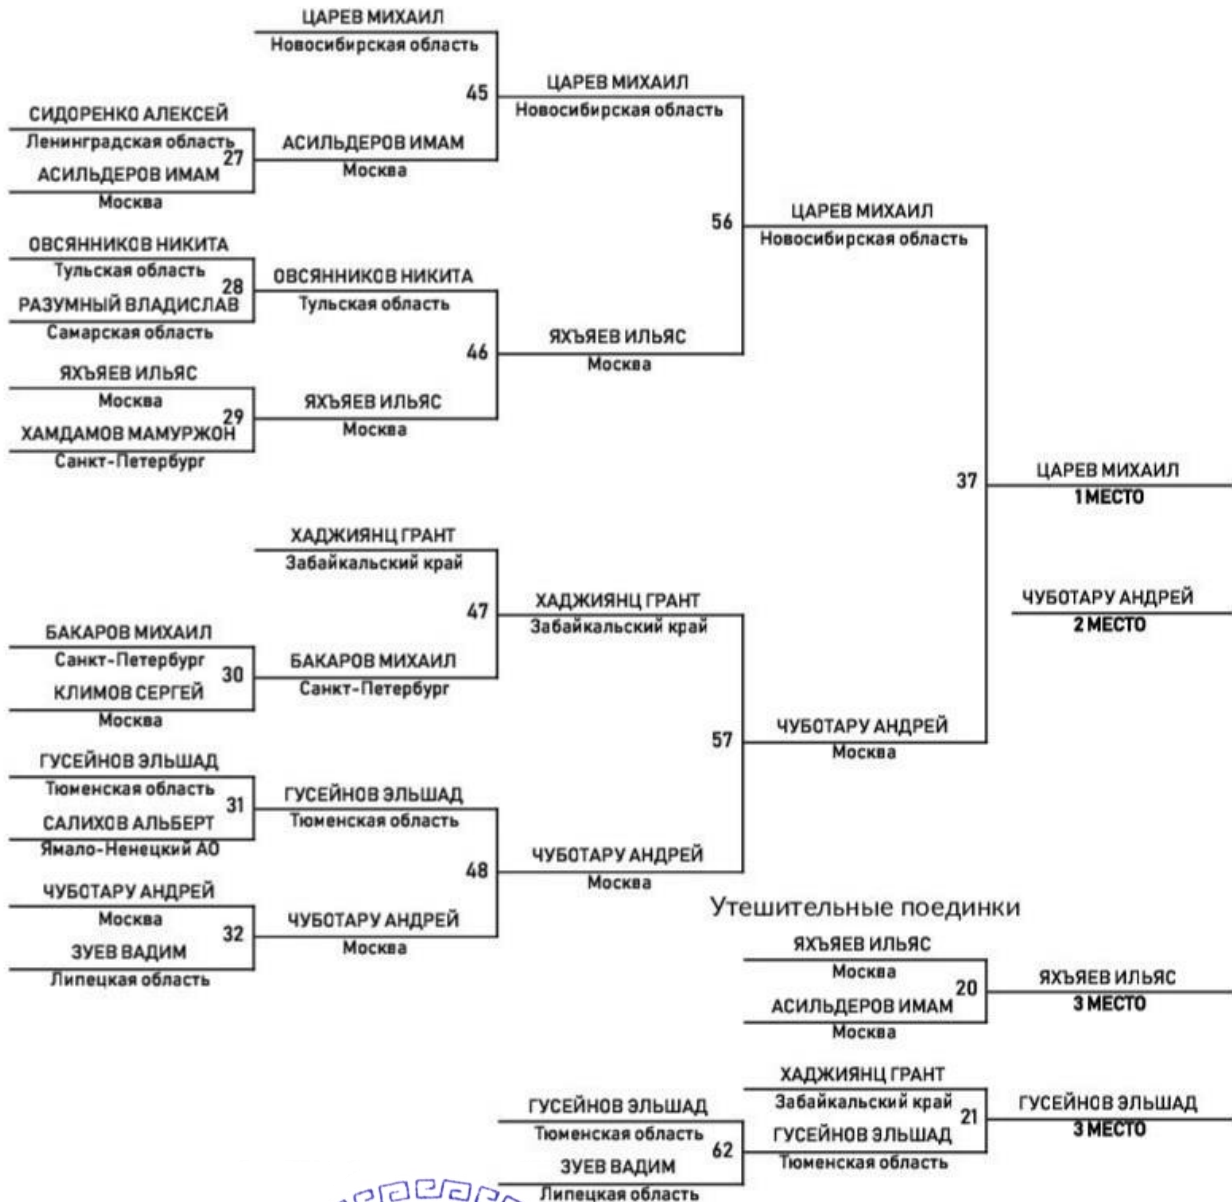 ЦАРЕВ МИХАИЛ
Новосибирская область
45
ЦАРЕВ МИХАИЛ
Новосибирская область
СИДОРЕНКО АЛЕКСЕЙ
Ленинградская область
27
АСИЛЬДЕРОВ ИМАМ
Москва
АСИЛЬДЕРОВ ИМАМ
Москва
56
ЦАРЕВ МИХАИЛ
Новосибирская область
ОВСЯННИКОВ НИКИТА
Тульская область
28
РАЗУМНЫЙ ВЛАДИСЛАВ
Самарская область
ОВСЯННИКОВ НИКИТА
Тульская область
46
ЯХЪЯЕВ ИЛЬЯС
Москва
ЯХЪЯЕВ ИЛЬЯС
Москва
29
ХАМДАМОВ МАМУРЖОН
Санкт-Петербург
ЯХЪЯЕВ ИЛЬЯС
Москва
37
ЦАРЕВ МИХАИЛ
1 МЕСТО
ХАДЖИЯНЦ ГРАНТ
Забайкальский край
47
ХАДЖИЯНЦ ГРАНТ
Забайкальский край
ЧУБОТАРУ АНДРЕЙ
2 МЕСТО
БАКАРОВ МИХАИЛ
Санкт-Петербург
30
КЛИМОВ СЕРГЕЙ
Москва
БАКАРОВ МИХАИЛ
Санкт-Петербург
57
ЧУБОТАРУ АНДРЕЙ
Москва
ГУСЕЙНОВ ЭЛЬШАД
Тюменская область
31
САЛИХОВ АЛЬБЕРТ
Ямало-Ненецкий АО
ГУСЕЙНОВ ЭЛЬШАД
Тюменская область
48
ЧУБОТАРУ АНДРЕЙ
Москва
ЧУБОТАРУ АНДРЕЙ
Москва
32
ЗУЕВ ВАДИМ
Липецкая область
ЧУБОТАРУ АНДРЕЙ
Москва
Утешительные поединки
ЯХЪЯЕВ ИЛЬЯС
Москва
20
АСИЛЬДЕРОВ ИМАМ
Москва
ЯХЪЯЕВ ИЛЬЯС
3 МЕСТО
ХАДЖИЯНЦ ГРАНТ
Забайкальский край
21
ГУСЕЙНОВ ЭЛЬШАД
3 МЕСТО
ГУСЕЙНОВ ЭЛЬШАД
Тюменская область
62
ГУСЕЙНОВ ЭЛЬШАД
Тюменская область
ЗУЕВ ВАДИМ
Липецкая область